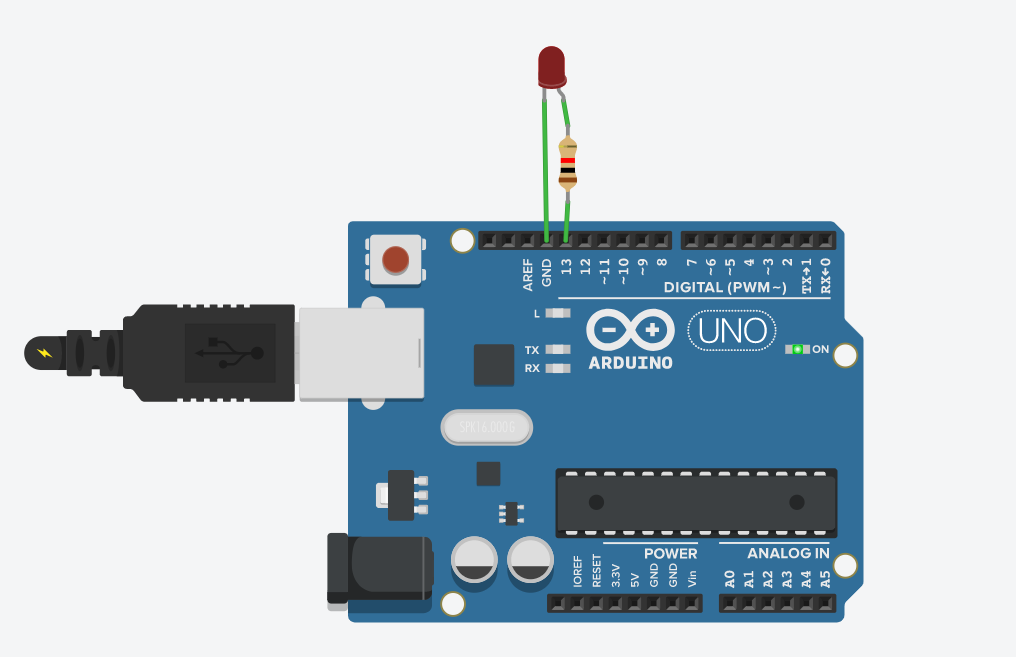 AREF
GND
13
12
~11
~10
~9
8
7
~6
~5
4
~3
2
TX→1
RX←0
DIGITAL (PWM~)
L
TX
RX
ARDUINO
UNO
ON
SPK16.000G
POWER
ANALOG IN
IOREF
RESET
3.3V
5V
GND
GND
Vin
A0
A1
A2
A3
A4
A5